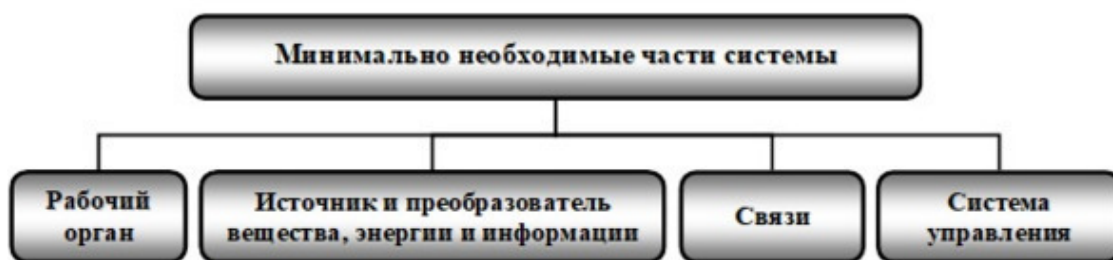 Минимально необходимые части системы
Рабочий
орган
Источник и преобразователь
вещества, энергии и информации
Связи
Система
управления